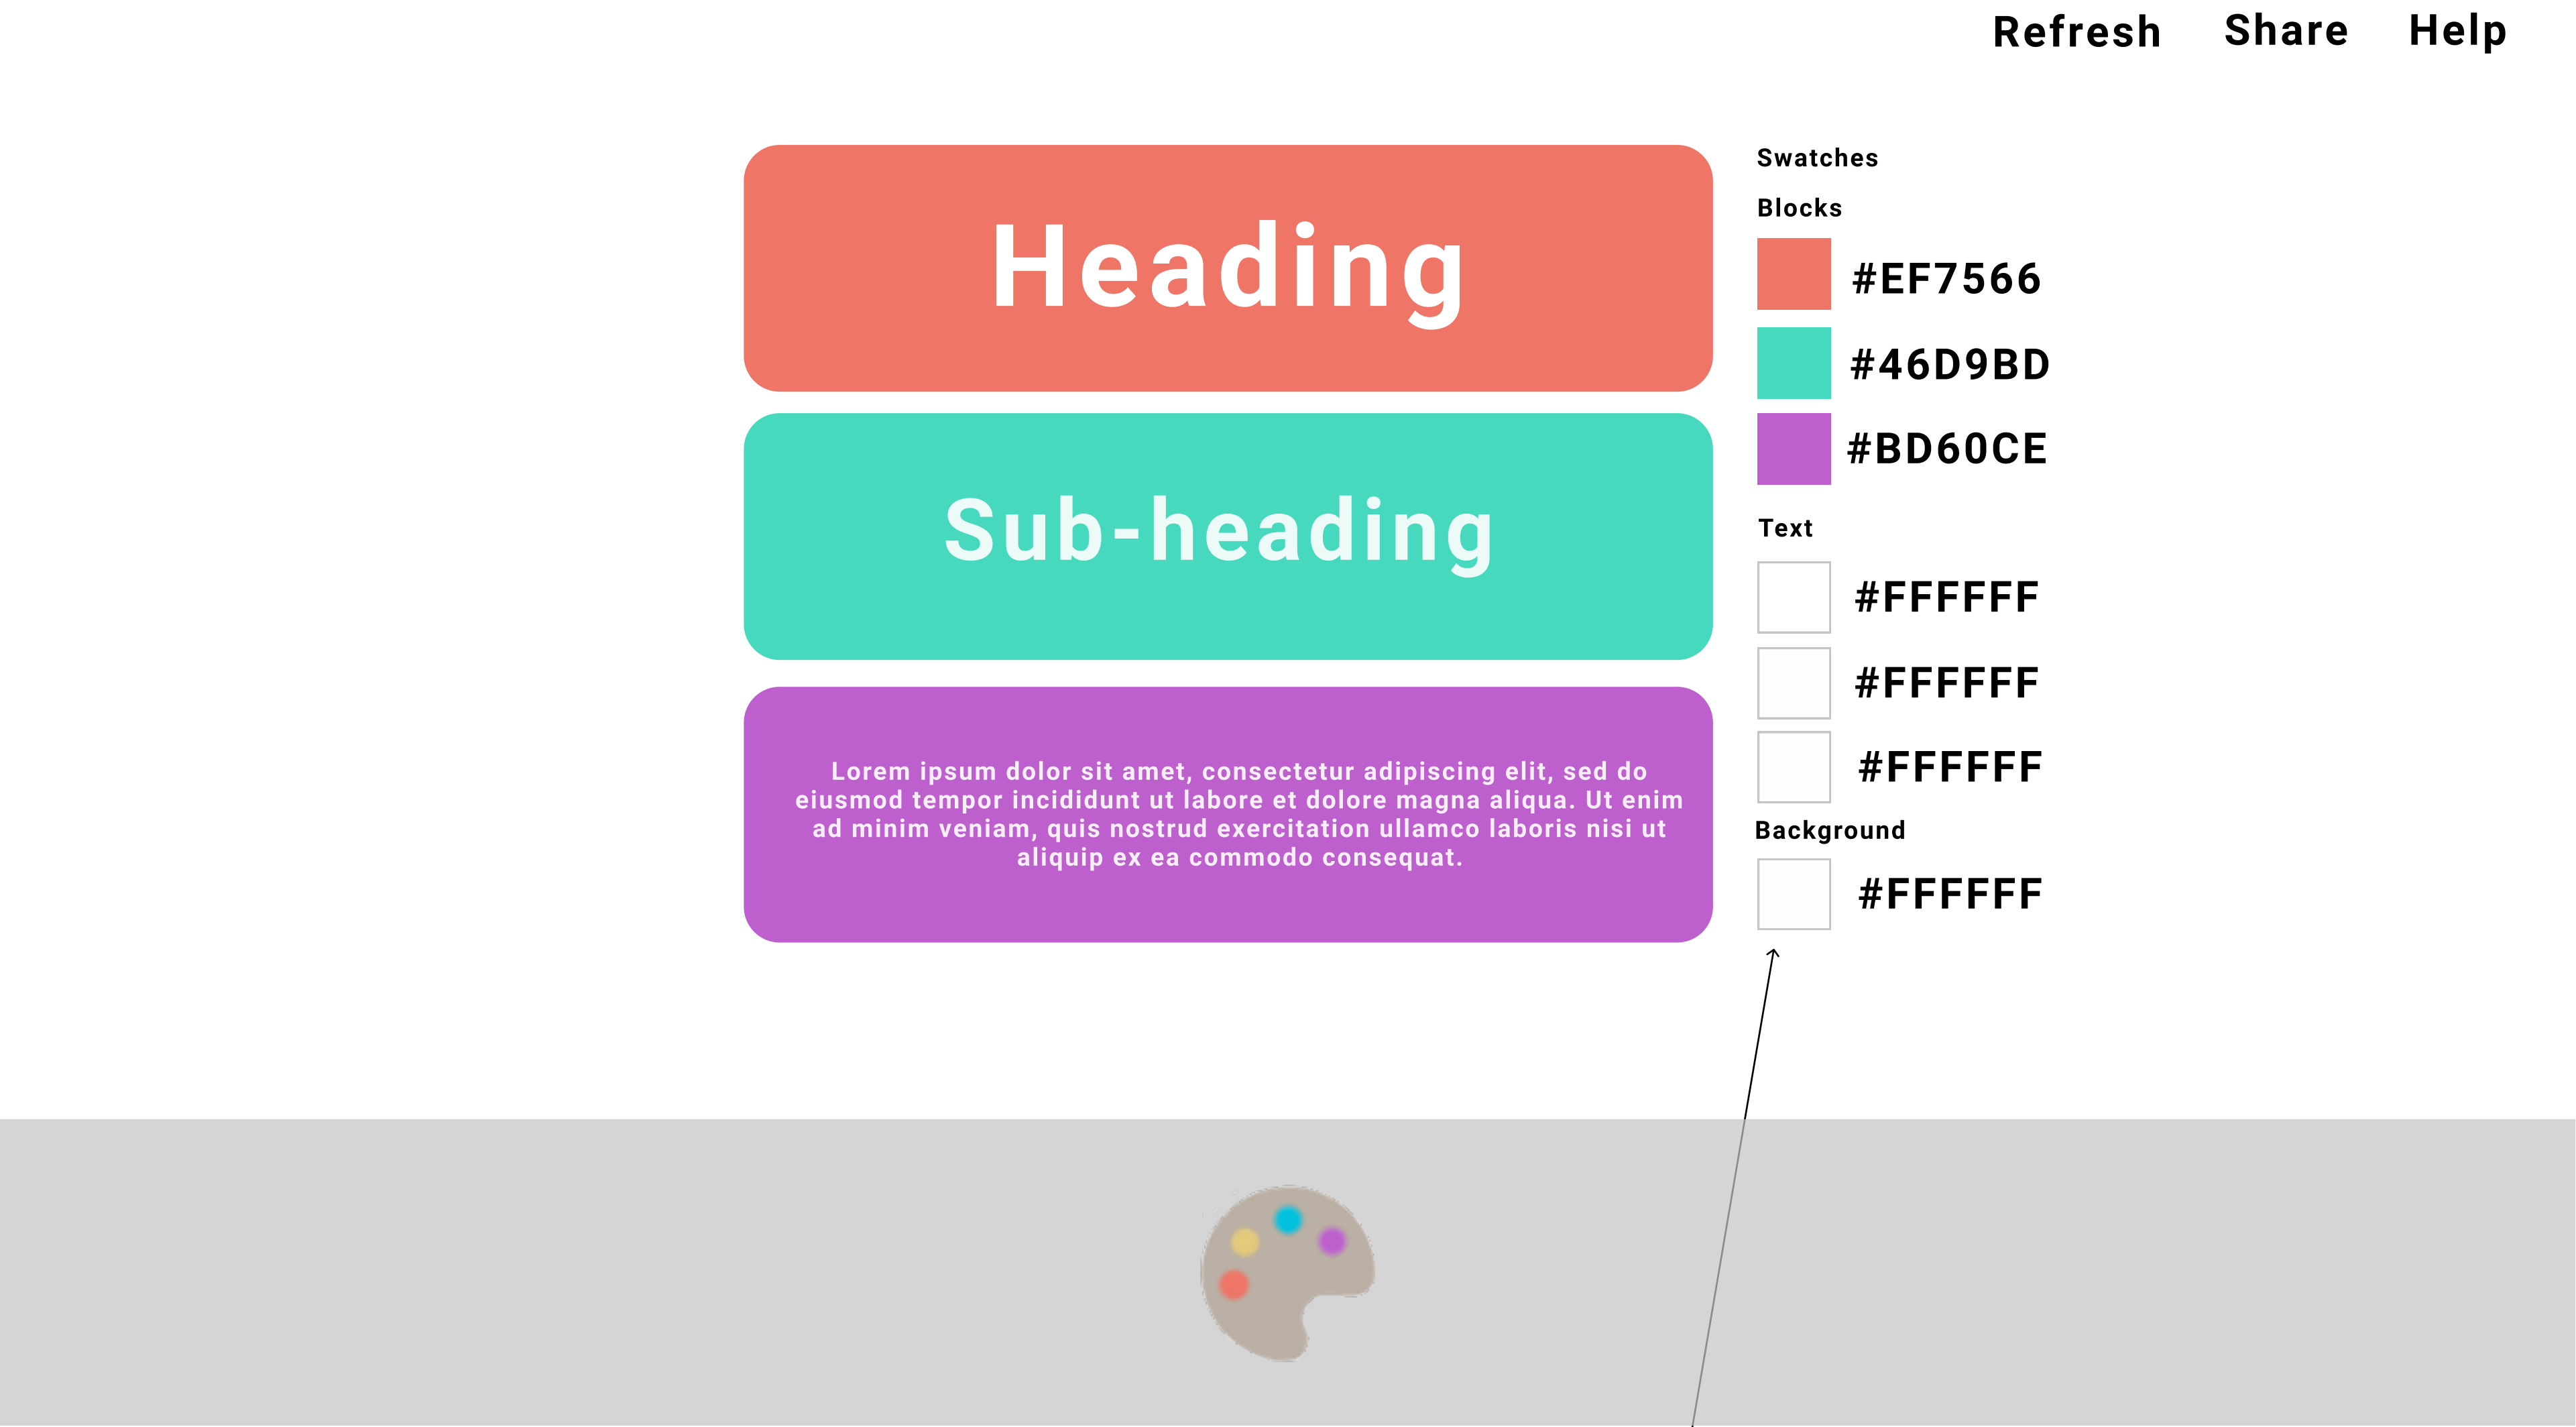 Refresh Share Help
Heading
Sub-heading
Lorem ipsum dolor sit amet, consectetur adipiscing elit, sed do
eiusmod tempor incididunt ut labore et dolore magna aliqua. Ut enim
ad minim veniam, quis nostrud exercitation ullamco laboris nisi ut
aliquip ex ea commodo consequat.
Swatches
Blocks
#EF7566
#46D9BD
#BD60CE
Text
#FFFFFF
#FFFFFF
#FFFFFF
Background
#FFFFFF